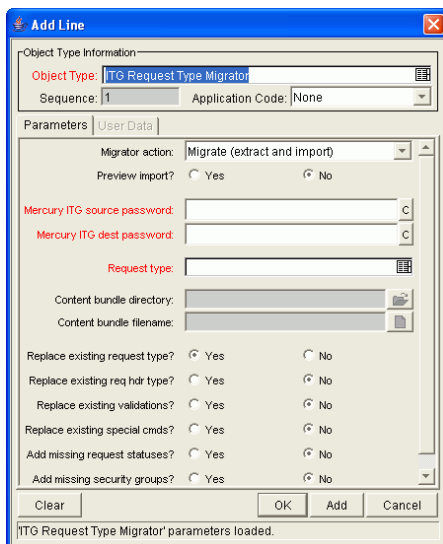 Add Line
Object Type Information
Object Type: ITG Request Type Migrator
Sequence: 1 Application Code: None
Parameters User Data
Migrator action: Migrate (extract and import)
Preview import? Yes No
Mercury ITG source password: C
Mercury ITG dest password: C
Request type:
Content bundle directory:
Content bundle filename:
Replace existing request type? Yes No
Replace existing req hdr type? Yes No
Replace existing validations? Yes No
Replace existing special cmds? Yes No
Add missing request statuses? Yes No
Add missing security groups? Yes No
Clear OK Add Cancel
'ITG Request Type Migrator' parameters loaded.